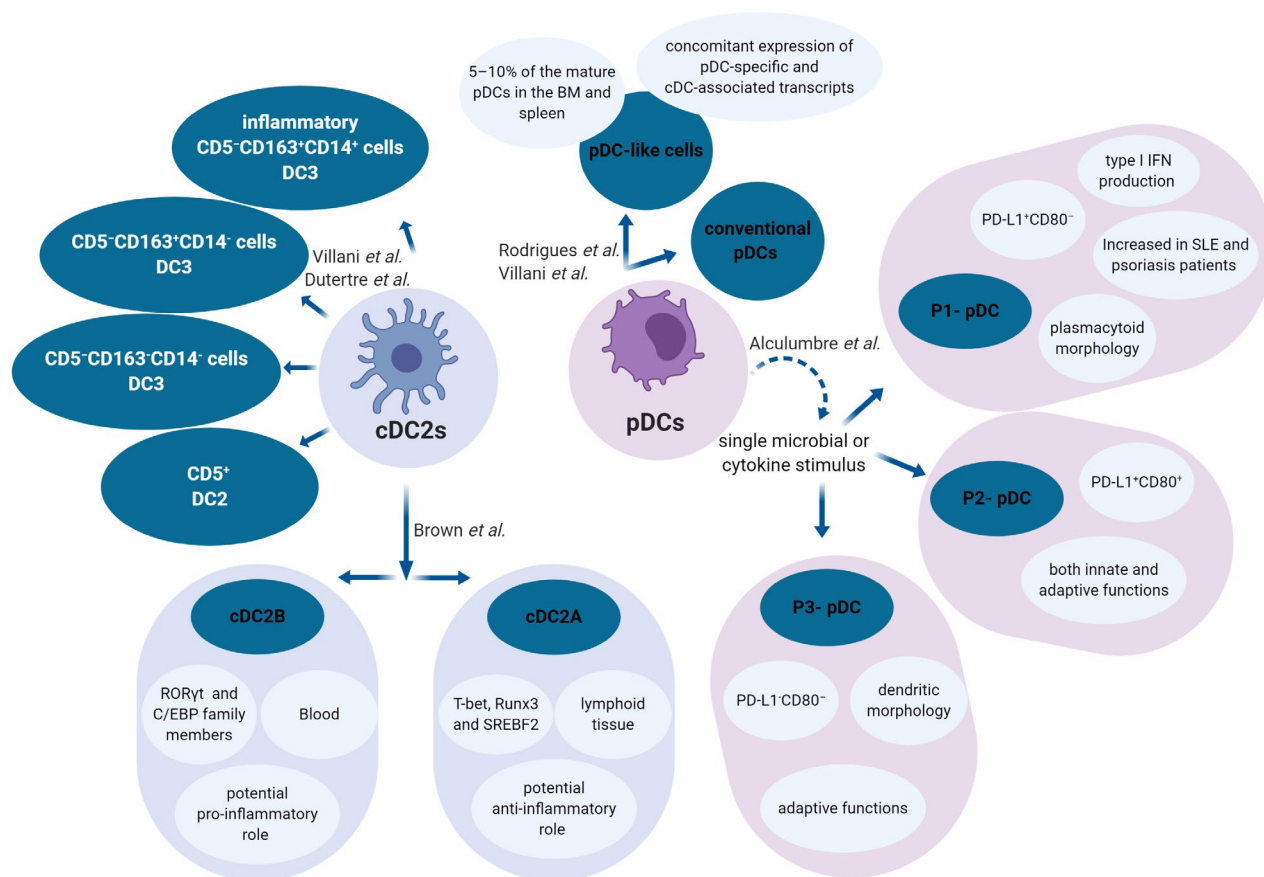 inflammatory
CD5⁻CD163⁺CD14⁺ cells
DC3
CD5⁻CD163⁺CD14⁻ cells
DC3
CD5⁻CD163⁻CD14⁻ cells
DC3
CD5⁺
DC2
Villani et al.
Dutertre et al.
cDC2s
Brown et al.
cDC2B
RORγt and
C/EBP family
members
Blood
potential
pro-inflammatory
role
cDC2A
T-bet, Runx3
and SREBF2
lymphoid
tissue
potential
anti-inflammatory
role
5–10% of the mature
pDCs in the BM and
spleen
concomitant expression of
pDC-specific and
cDC-associated transcripts
pDC-like cells
conventional
pDCs
Rodrigues et al.
Villani et al.
pDCs
Alculumbre et al.
single microbial or
cytokine stimulus
type I IFN
production
PD-L1⁺CD80⁻
Increased in SLE and
psoriasis patients
P1- pDC
plasmacytoid
morphology
PD-L1⁺CD80⁺
P2- pDC
both innate and
adaptive functions
P3- pDC
PD-L1⁻CD80⁻
dendritic
morphology
adaptive functions